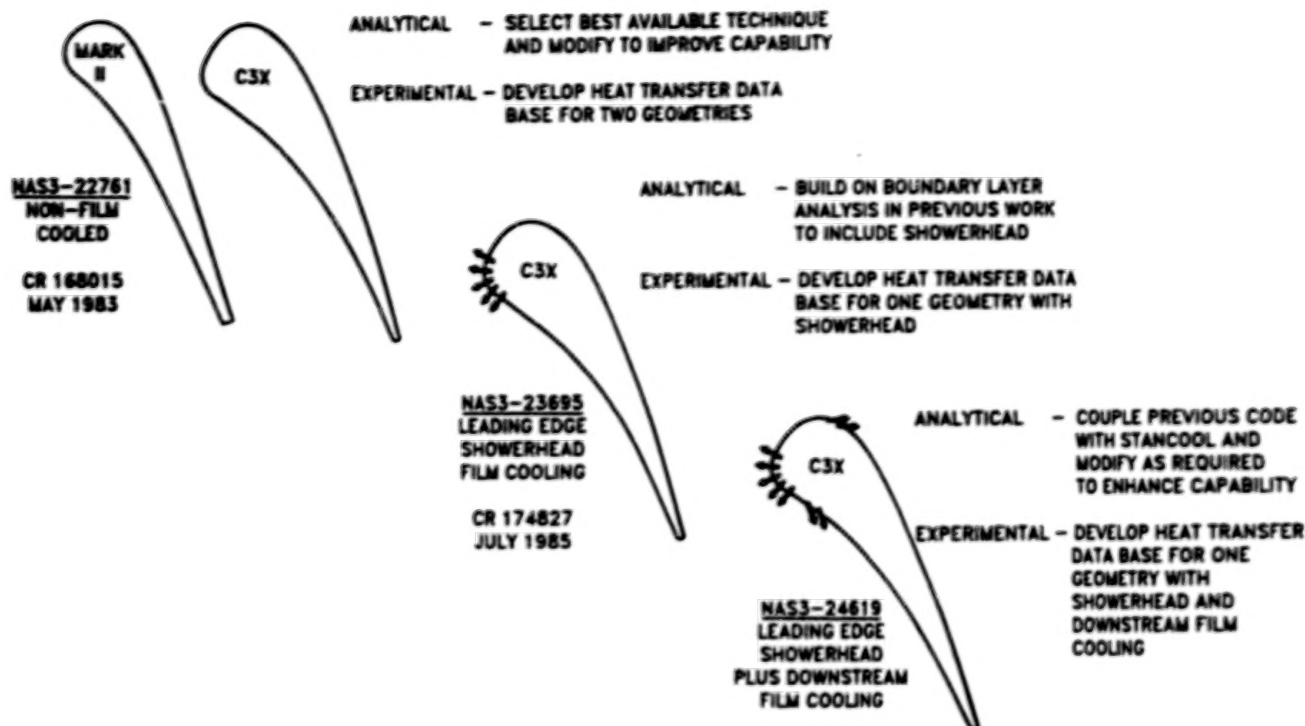 MARK
II
C3X
ANALYTICAL - SELECT BEST AVAILABLE TECHNIQUE
AND MODIFY TO IMPROVE CAPABILITY
EXPERIMENTAL - DEVELOP HEAT TRANSFER DATA
BASE FOR TWO GEOMETRIES
NAS3-22761
NON-FILM
COOLED
CR 168015
MAY 1983
C3X
ANALYTICAL - BUILD ON BOUNDARY LAYER
ANALYSIS IN PREVIOUS WORK
TO INCLUDE SHOWERHEAD
EXPERIMENTAL - DEVELOP HEAT TRANSFER DATA
BASE FOR ONE GEOMETRY WITH
SHOWERHEAD
NAS3-23695
LEADING EDGE
SHOWERHEAD
FILM COOLING
CR 174827
JULY 1985
C3X
ANALYTICAL - COUPLE PREVIOUS CODE
WITH STANCOOL AND
MODIFY AS REQUIRED
TO ENHANCE CAPABILITY
EXPERIMENTAL - DEVELOP HEAT TRANSFER
DATA BASE FOR ONE
GEOMETRY WITH
SHOWERHEAD AND
DOWNSTREAM FILM
COOLING
NAS3-24619
LEADING EDGE
SHOWERHEAD
PLUS DOWNSTREAM
FILM COOLING